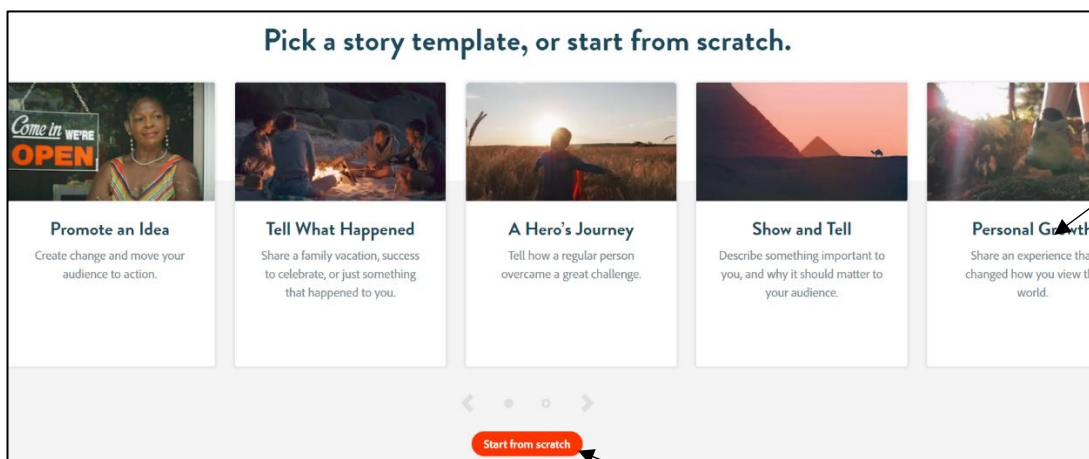 Pick a story template, or start from scratch.
Come in WE'RE
OPEN
Promote an Idea
Create change and move your
audience to action.
Tell What Happened
Share a family vacation, success
to celebrate, or just something
that happened to you.
A Hero's Journey
Tell how a regular person
overcame a great challenge.
Show and Tell
Describe something important to
you, and why it should matter to
your audience.
Personal Growth
Share an experience tha
changed how you view th
world.
Start from scratch